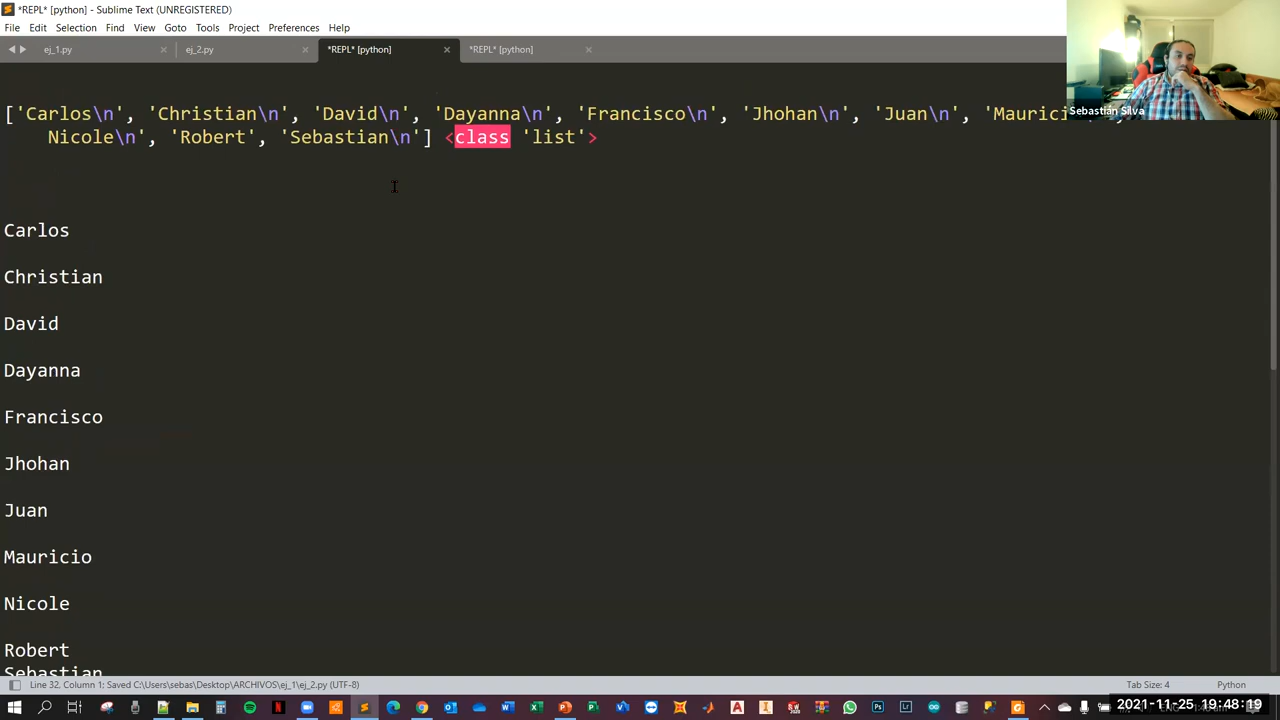 *REPL* [python] - Sublime Text (UNREGISTERED)
File Edit Selection Find View Goto Tools Project Preferences Help
ej_1.py × ej_2.py × *REPL* [python] × *REPL* [python] ×
['Carlos\n', 'Christian\n', 'David\n', 'Dayanna\n', 'Francisco\n', 'Jhohan\n', 'Juan\n', 'Maurici
Nicole\n', 'Robert', 'Sebastian\n'] <class 'list'>
Sebastián Silva
Carlos
Christian
David
Dayanna
Francisco
Jhohan
Juan
Mauricio
Nicole
Robert
Sebastian
Line 32, Column 1; Saved C:\Users\sebas\Desktop\ARCHIVOS\ej_1\ej_2.py (UTF-8) Tab Size: 4 Python
2021-11-25 19:48:19